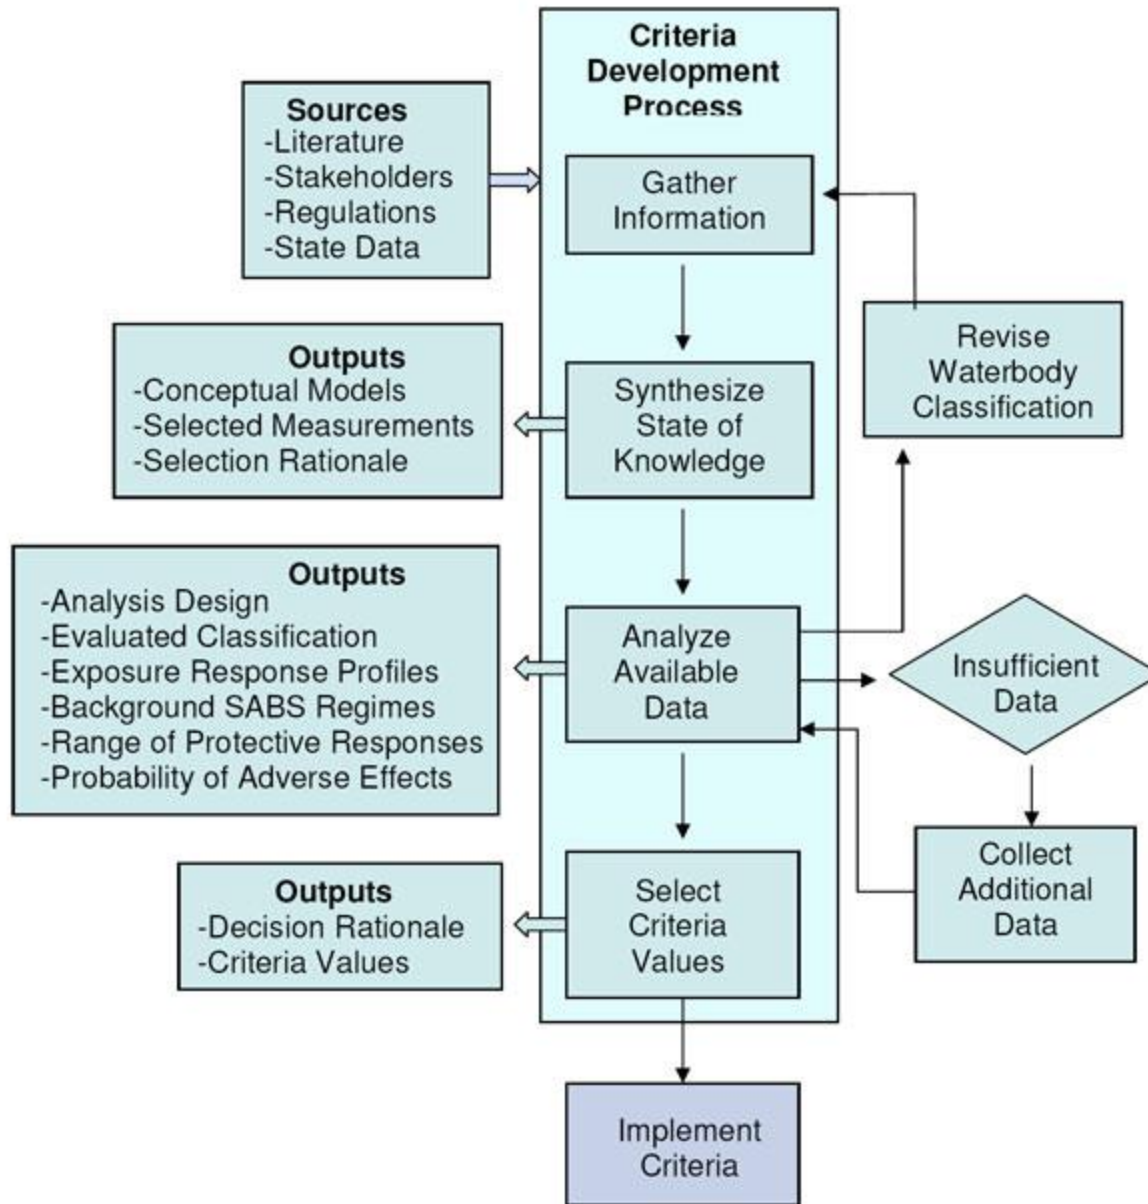 Criteria
Development
Process
Sources
-Literature
-Stakeholders
-Regulations
-State Data
Gather
Information
Revise
Waterbody
Classification
Outputs
-Conceptual Models
-Selected Measurements
-Selection Rationale
Synthesize
State of
Knowledge
Outputs
-Analysis Design
-Evaluated Classification
-Exposure Response Profiles
-Background SABS Regimes
-Range of Protective Responses
-Probability of Adverse Effects
Analyze
Available
Data
Insufficient
Data
Collect
Additional
Data
Outputs
-Decision Rationale
-Criteria Values
Select
Criteria
Values
Implement
Criteria